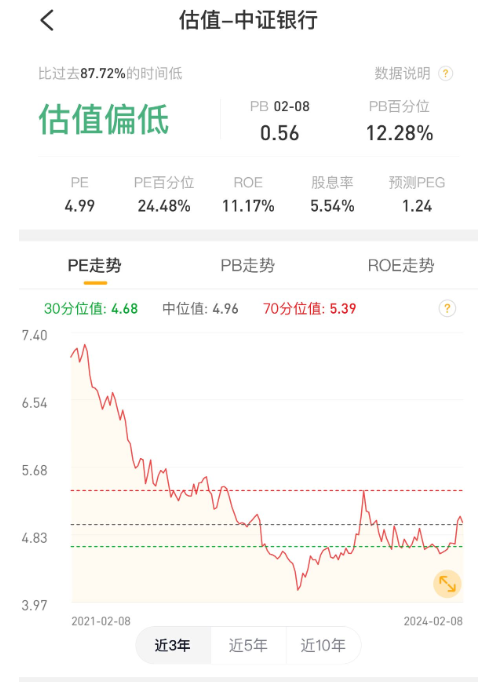 估值-中证银行
比过去87.72%的时间低
数据说明 ?
估值偏低
PB 02-08
PB百分位
0.56
12.28%
PE PE百分位 ROE 股息率 预测PEG
4.99 24.48% 11.17% 5.54% 1.24
PE走势 PB走势 ROE走势
30分位值: 4.68 中位值: 4.96 70分位值: 5.39 ?
7.40
6.54
5.68
4.83
3.97
2021-02-08 2024-02-08
近3年 近5年 近10年